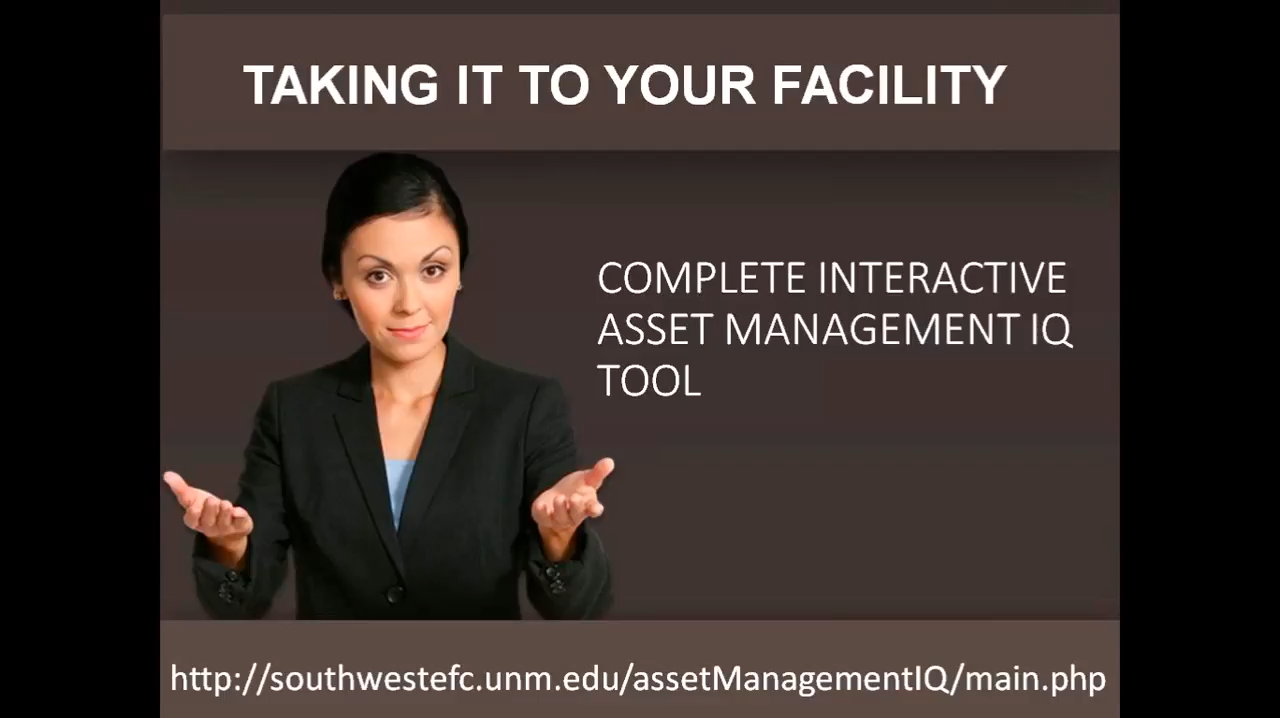 TAKING IT TO YOUR FACILITY
COMPLETE INTERACTIVE
ASSET MANAGEMENT IQ
TOOL
http://southwestefc.unm.edu/assetManagementIQ/main.php